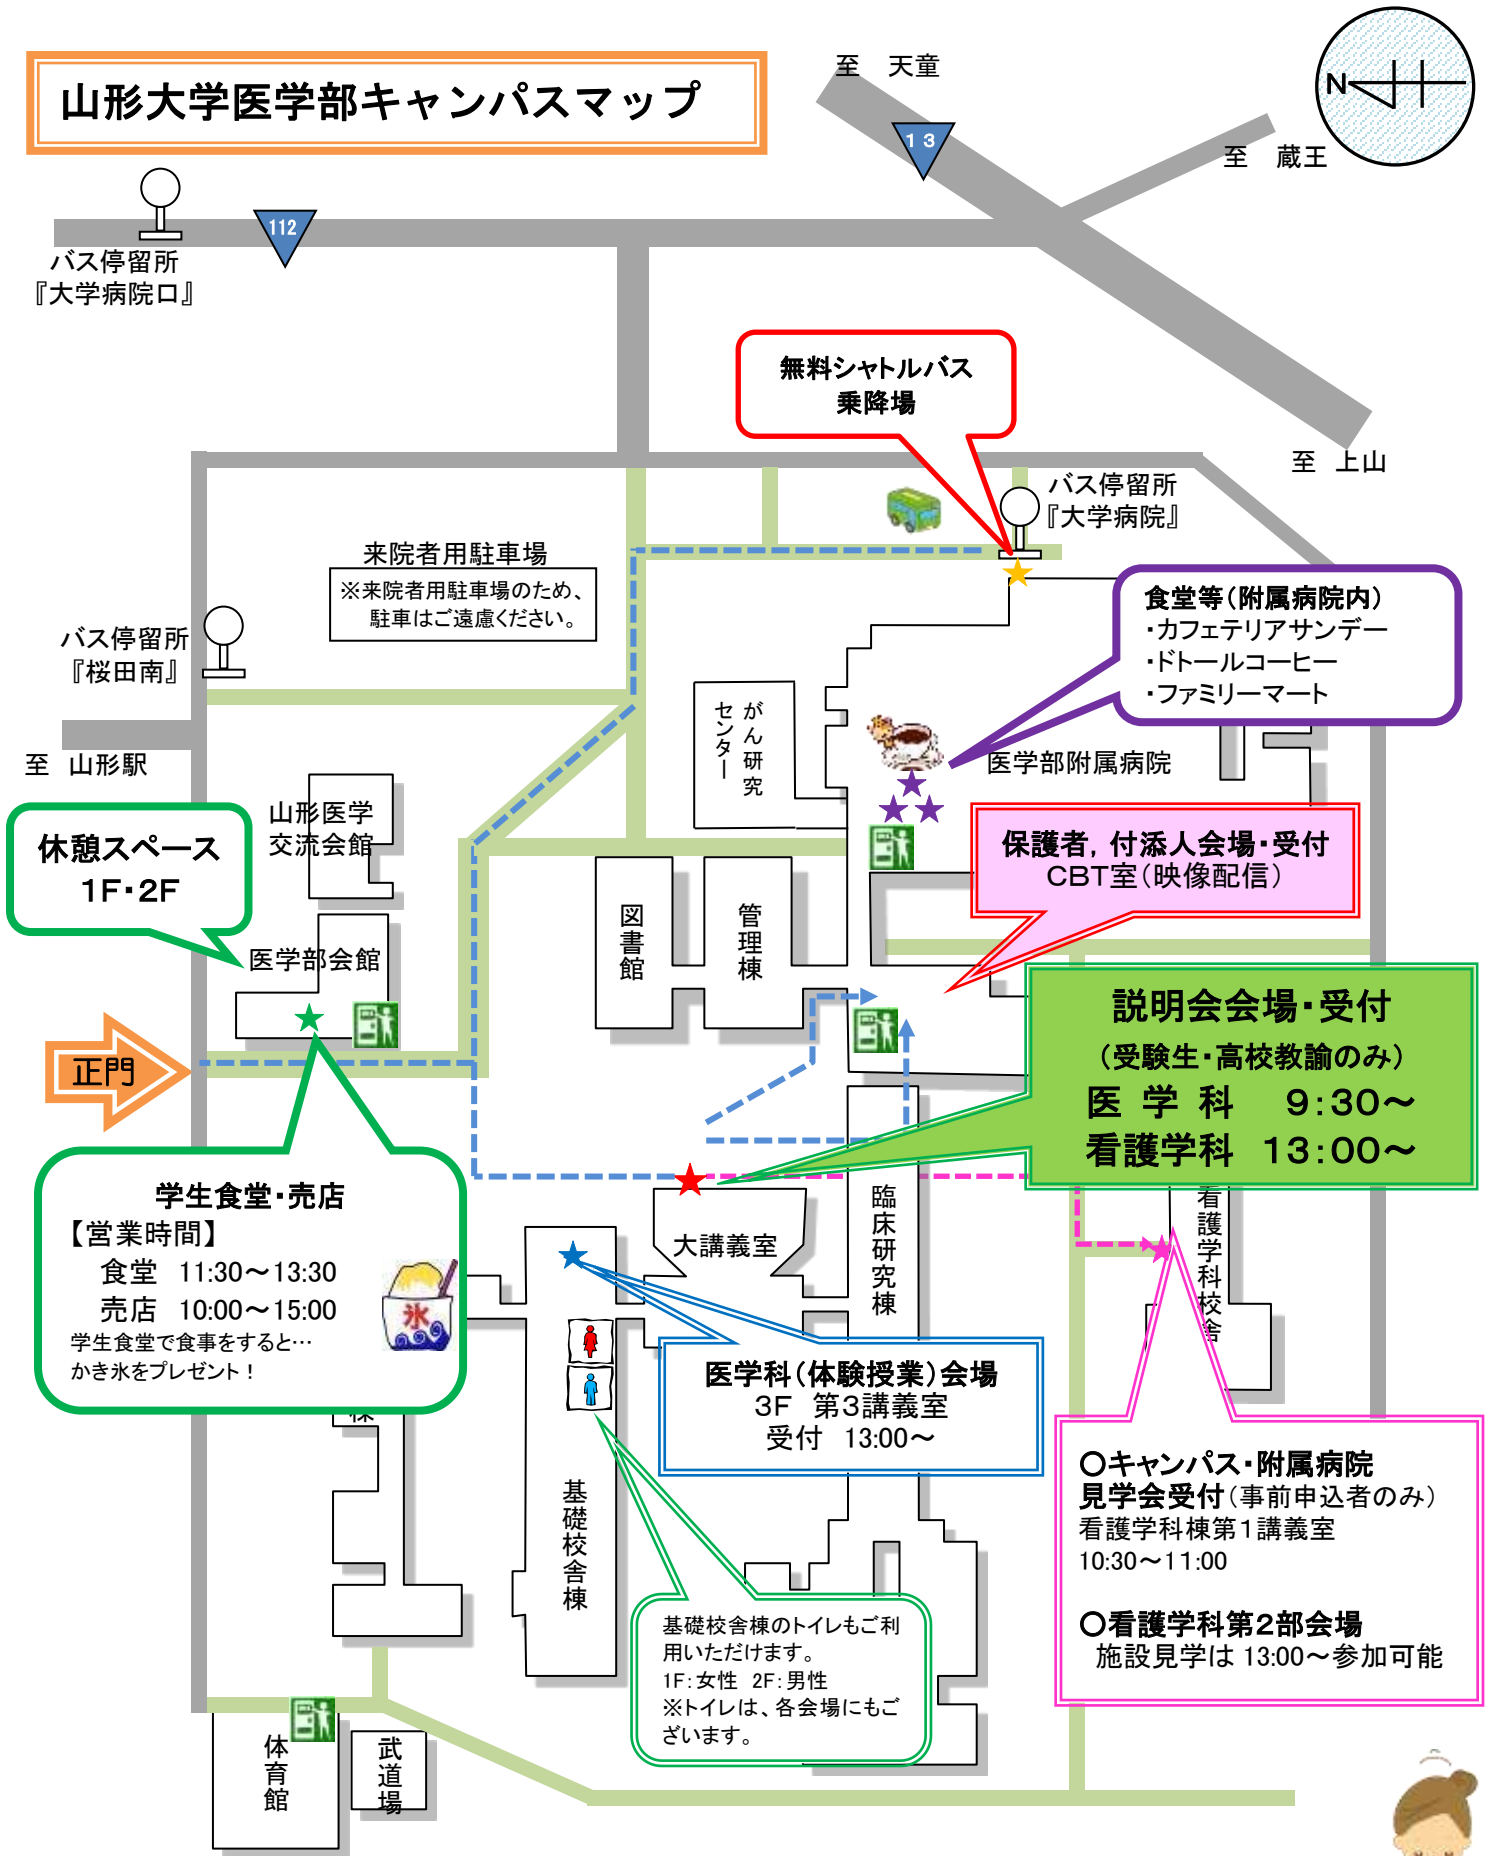 山形大学医学部キャンパスマップ
至　天童
N
13
至　蔵王
112
バス停留所
『大学病院口』
無料シャトルバス
乗降場
至　上山
バス停留所
『大学病院』
来院者用駐車場
※来院者用駐車場のため、
駐車はご遠慮ください。
食堂等（附属病院内）
・カフェテリアサンデー
・ドトールコーヒー
・ファミリーマート
バス停留所
『桜田南』
がん研究
センター
至　山形駅
医学部附属病院
山形医学
交流会館
休憩スペース
１F・２F
保護者，付添人会場・受付
CBT室（映像配信）
図書館
管理棟
医学部会館
説明会会場・受付
（受験生・高校教諭のみ）
医　学　科　　９：３０～
看護学科　１３：００～
正門
学生食堂・売店
【営業時間】
食堂　11:30～13:30
売店　10:00～15:00
学生食堂で食事をすると…
かき氷をプレゼント！
氷
大講義室
臨床研究棟
看護学科校舎
医学科（体験授業）会場
３F　第３講義室
受付　13:00～
棟
基礎校舎棟
〇キャンパス・附属病院
見学会受付（事前申込者のみ）
看護学科棟第１講義室
10:30～11:00
〇看護学科第２部会場
施設見学は 13:00～参加可能
基礎校舎棟のトイレもご利
用いただけます。
1F：女性　2F：男性
※トイレは、各会場にもご
ざいます。
体育館
武道場